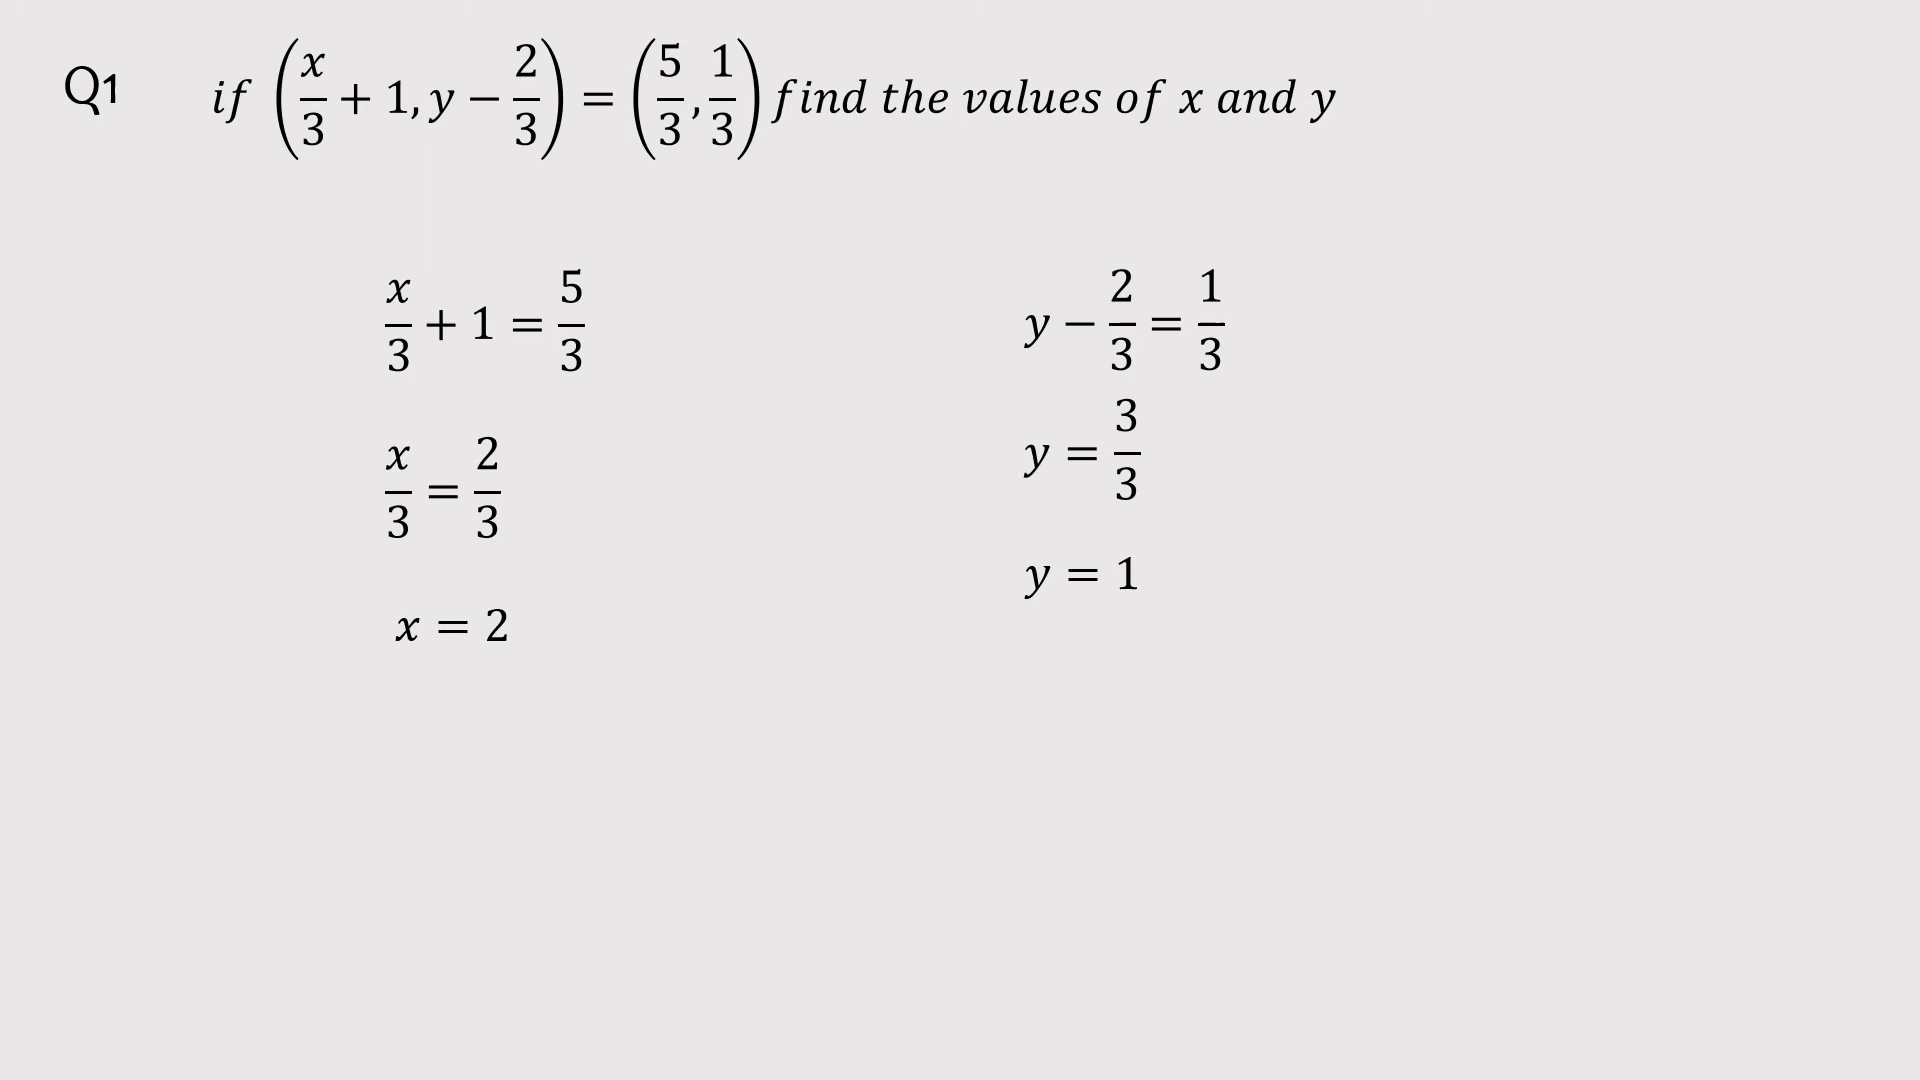 Q1 if (x/3 + 1, y − 2/3) = (5/3, 1/3) find the values of x and y
x/3 + 1 = 5/3
x/3 = 2/3
x = 2
y − 2/3 = 1/3
y = 3/3
y = 1